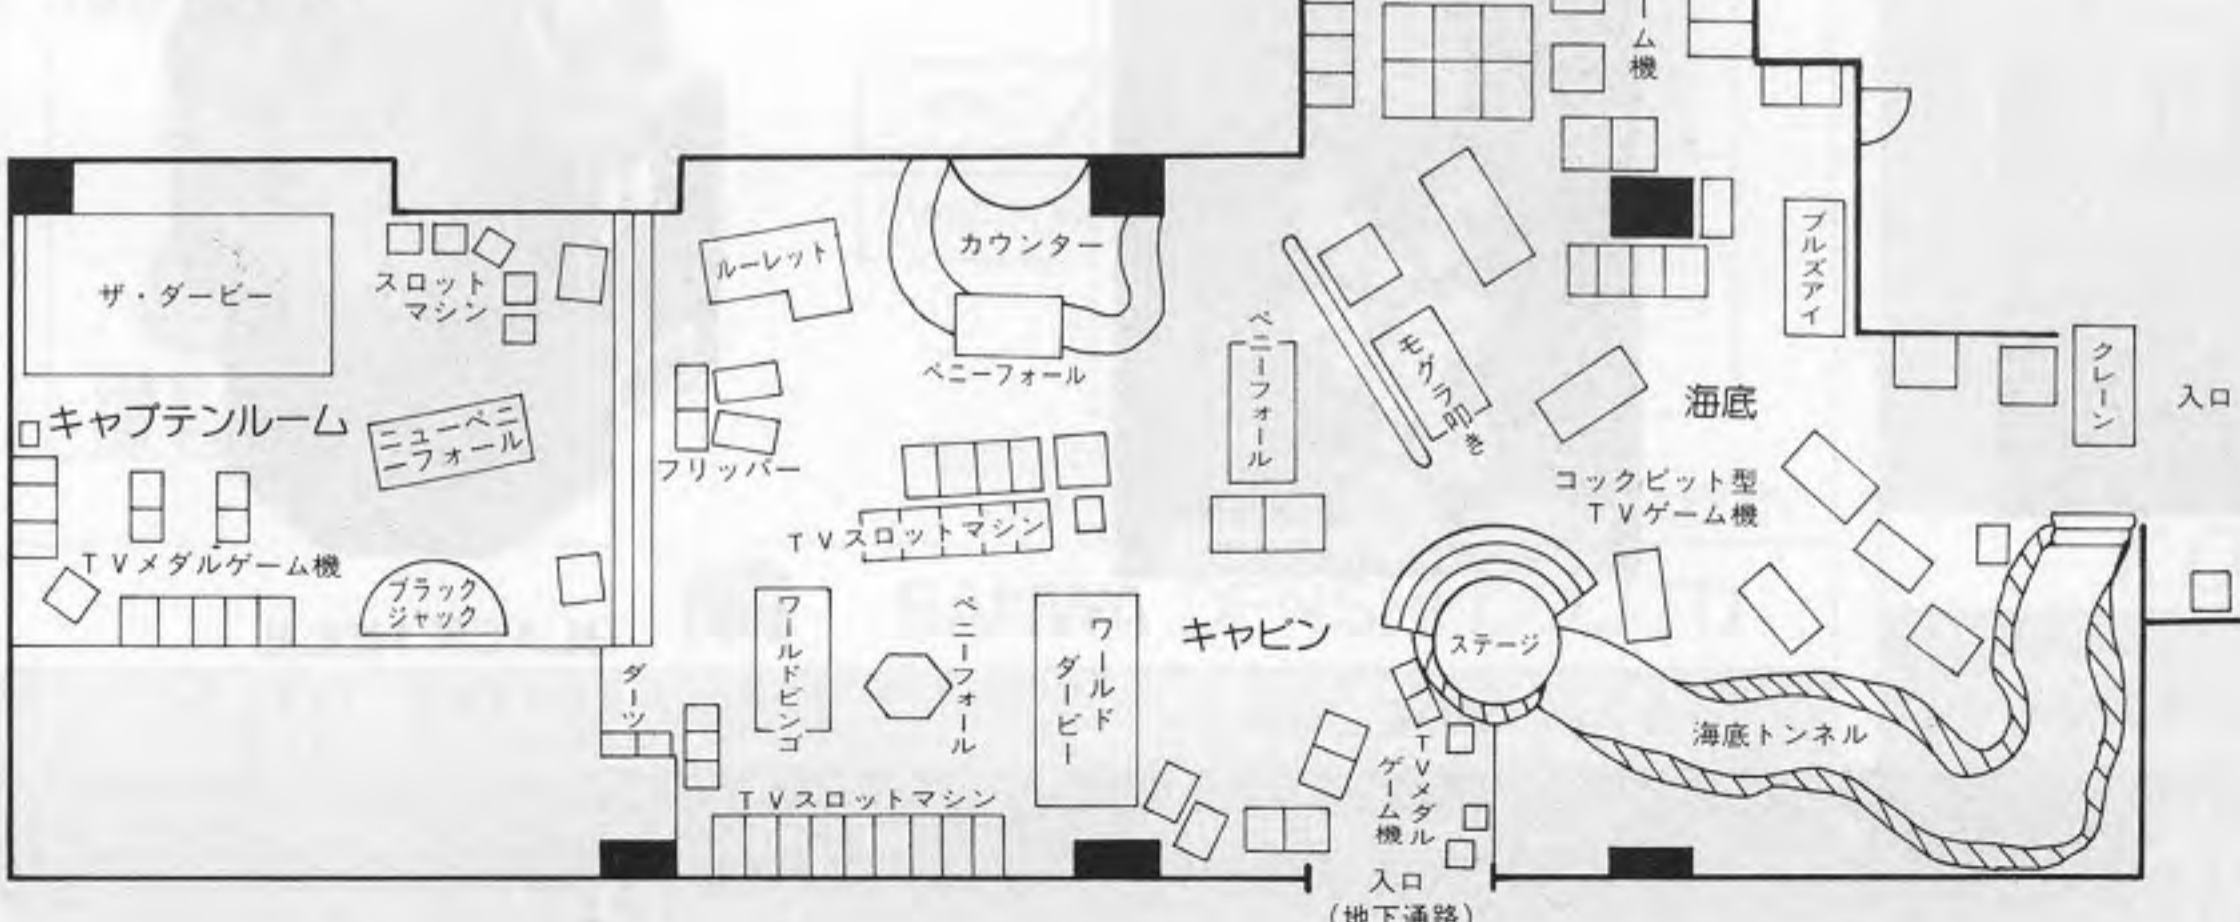 ーム機
ザ・ダービー
スロット
マシン
キャプテンルーム
ニューペニ
ーフォール
TVメダルゲーム機
ブラック
ジャック
ルーレット
カウンター
ペニーフォール
フリッパー
TVスロットマシン
ダーツ
ワールドビンゴ
ペニーフォール
ワールド
ダービー
TVスロットマシン
ペニーフォール
キャビン
モグラ叩き
ブルズアイ
海底
クレーン
入口
コックピット型
TVゲーム機
ステージ
海底トンネル
TVメダル
ゲーム機
入口
(地下通路)